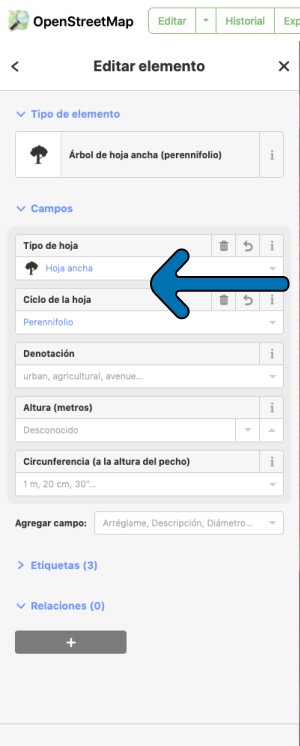 OpenStreetMap
Editar
Historial
Exp
Editar elemento
Tipo de elemento
Árbol de hoja ancha (perennifolio)
Campos
Tipo de hoja
Hoja ancha
Ciclo de la hoja
Perennifolio
Denotación
urban, agricultural, avenue...
Altura (metros)
Desconocido
Circunferencia (a la altura del pecho)
1 m, 20 cm, 30"...
Agregar campo: Arréglame, Descripción, Diámetro...
Etiquetas (3)
Relaciones (0)